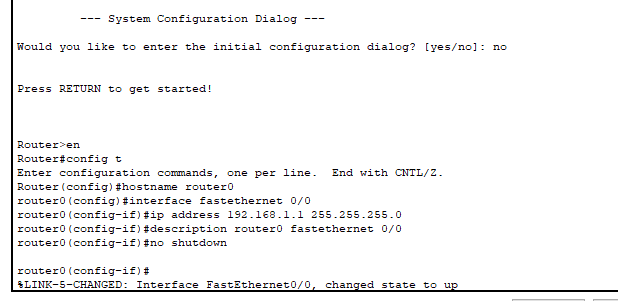 --- System Configuration Dialog ---
Would you like to enter the initial configuration dialog? [yes/no]: no
Press RETURN to get started!
Router>en
Router#config t
Enter configuration commands, one per line.  End with CNTL/Z.
Router(config)#hostname router0
router0(config)#interface fastethernet 0/0
router0(config-if)#ip address 192.168.1.1 255.255.255.0
router0(config-if)#description router0 fastethernet 0/0
router0(config-if)#no shutdown
router0(config-if)#
%LINK-5-CHANGED: Interface FastEthernet0/0, changed state to up